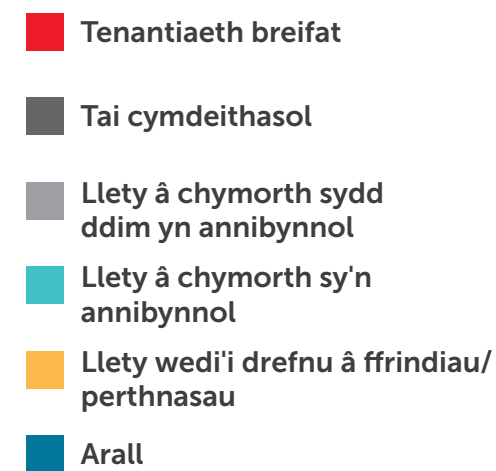 Tenantiaeth breifat
Tai cymdeithasol
Llety â chymorth sydd
ddim yn annibynnol
Llety â chymorth sy'n
annibynnol
Llety wedi'i drefnu â ffrindiau/
perthnasau
Arall